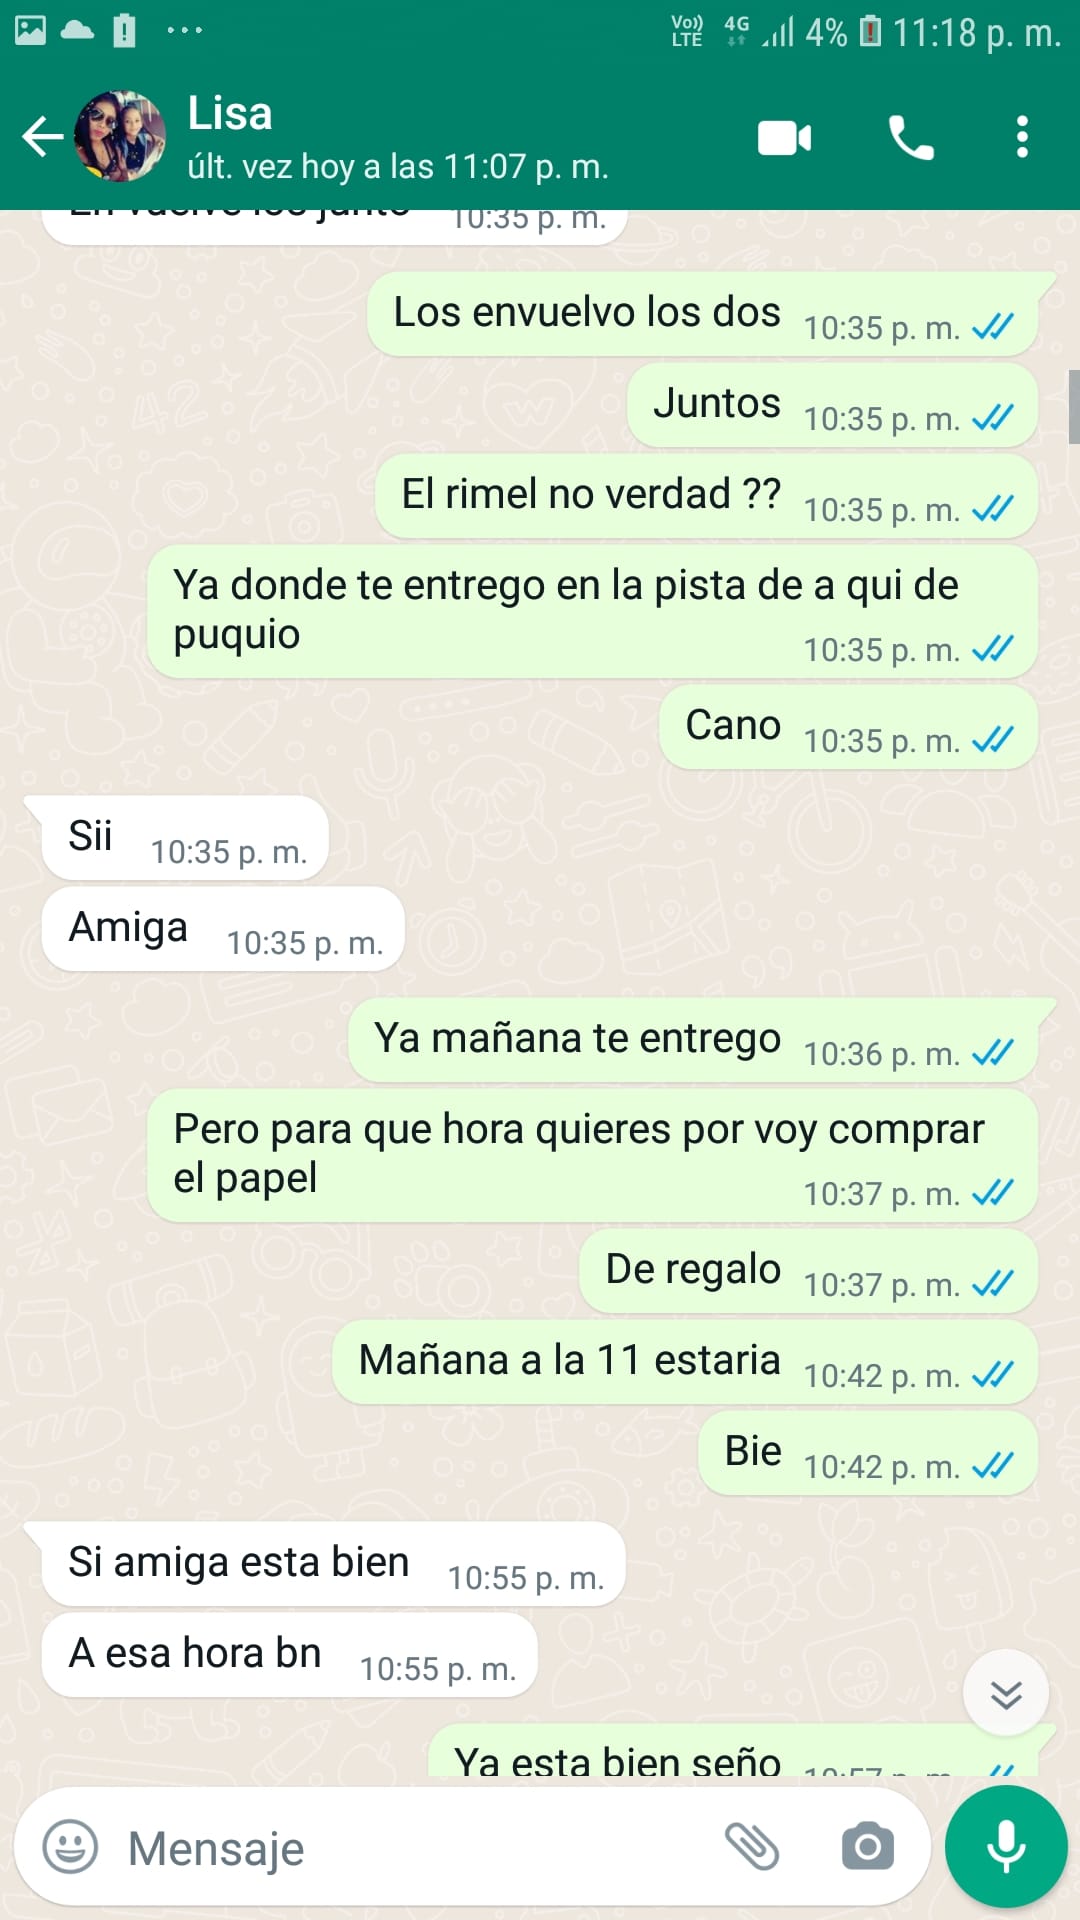 Vo)) LTE 4G 4% 11:18 p. m.
Lisa
últ. vez hoy a las 11:07 p. m.
10:35 p. m.
Los envuelvo los dos 10:35 p. m.
Juntos 10:35 p. m.
El rimel no verdad ?? 10:35 p. m.
Ya donde te entrego en la pista de a qui de
puquio 10:35 p. m.
Cano 10:35 p. m.
Sii 10:35 p. m.
Amiga 10:35 p. m.
Ya mañana te entrego 10:36 p. m.
Pero para que hora quieres por voy comprar
el papel 10:37 p. m.
De regalo 10:37 p. m.
Mañana a la 11 estaria 10:42 p. m.
Bie 10:42 p. m.
Si amiga esta bien 10:55 p. m.
A esa hora bn 10:55 p. m.
Ya esta bien seño 10:57 p. m.
Mensaje